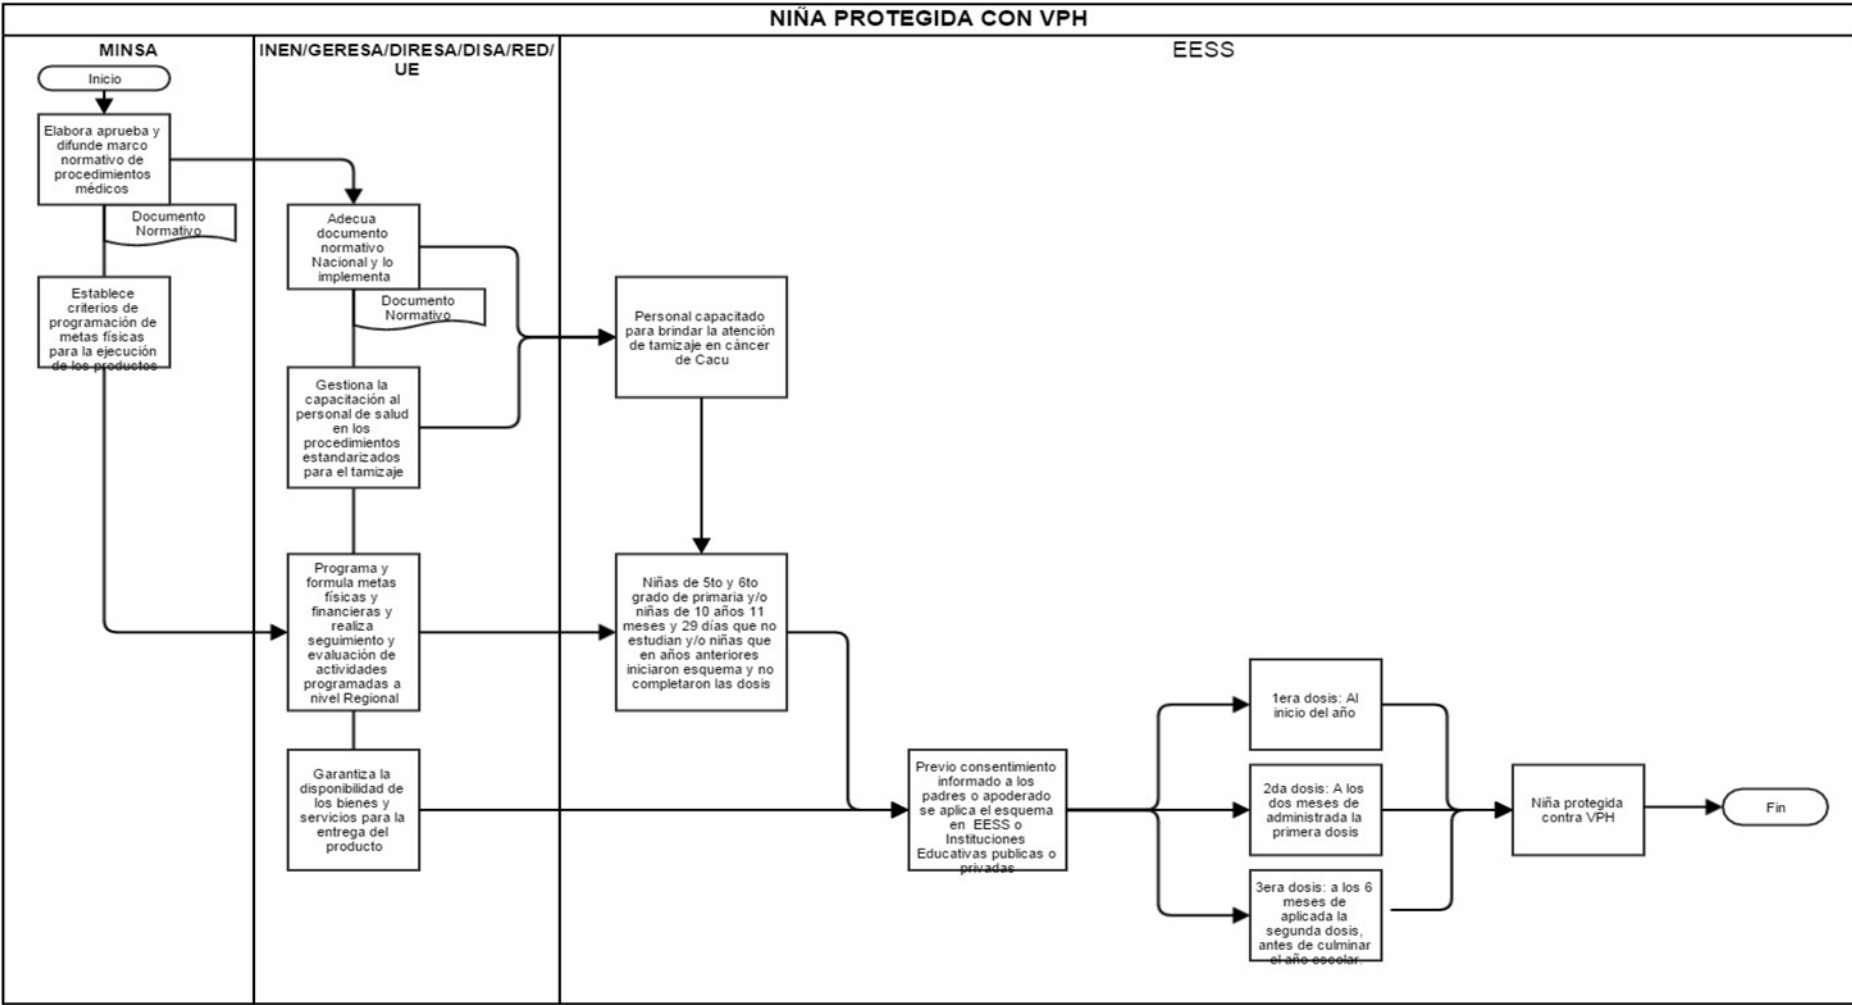 NIÑA PROTEGIDA CON VPH
MINSA
INEN/GERESA/DIRESA/DISA/RED/
UE
EESS
Inicio
Elabora aprueba y
difunde marco
normativo de
procedimientos
médicos
Documento
Normativo
Establece
criterios de
programación de
metas físicas
para la ejecución
de los productos
Adecua
documento
normativo
Nacional y lo
implementa
Documento
Normativo
Gestiona la
capacitación al
personal de salud
en los
procedimientos
estandarizados
para el tamizaje
Programa y
formula metas
físicas y
financieras y
realiza
seguimiento y
evaluación de
actividades
programadas a
nivel Regional
Garantiza la
disponibilidad de
los bienes y
servicios para la
entrega del
producto
Personal capacitado
para brindar la atención
de tamizaje en cáncer
de Cacu
Niñas de 5to y 6to
grado de primaria y/o
niñas de 10 años 11
meses y 29 días que no
estudian y/o niñas que
en años anteriores
iniciaron esquema y no
completaron las dosis
Previo consentimiento
informado a los
padres o apoderado
se aplica el esquema
en EESS o
Instituciones
Educativas publicas o
privadas
1era dosis: Al
inicio del año
2da dosis: A los
dos meses de
administrada la
primera dosis
3era dosis: a los 6
meses de
aplicada la
segunda dosis,
antes de culminar
el año escolar.
Niña protegida
contra VPH
Fin